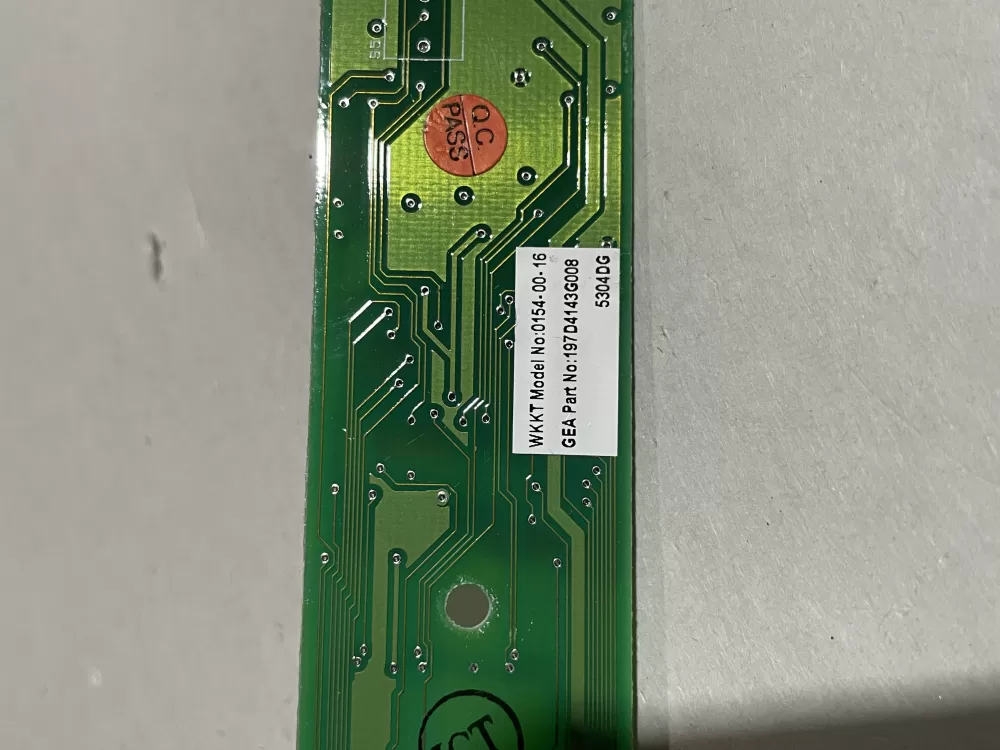 Q.C.
PASS
WKKT Model No:0154-00-16
GEA Part No:197D4143G008
5304DG